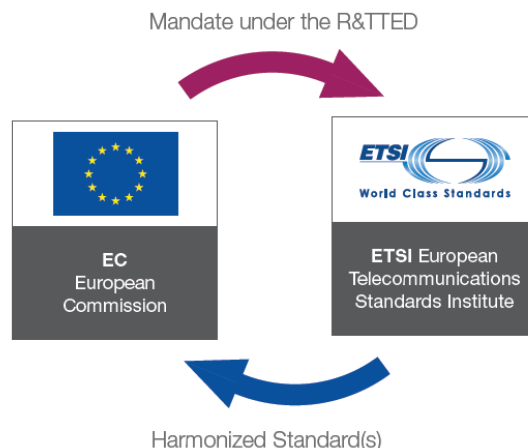 Mandate under the R&TTED
EC
European
Commission
ETSI
World Class Standards
ETSI European
Telecommunications
Standards Institute
Harmonized Standard(s)